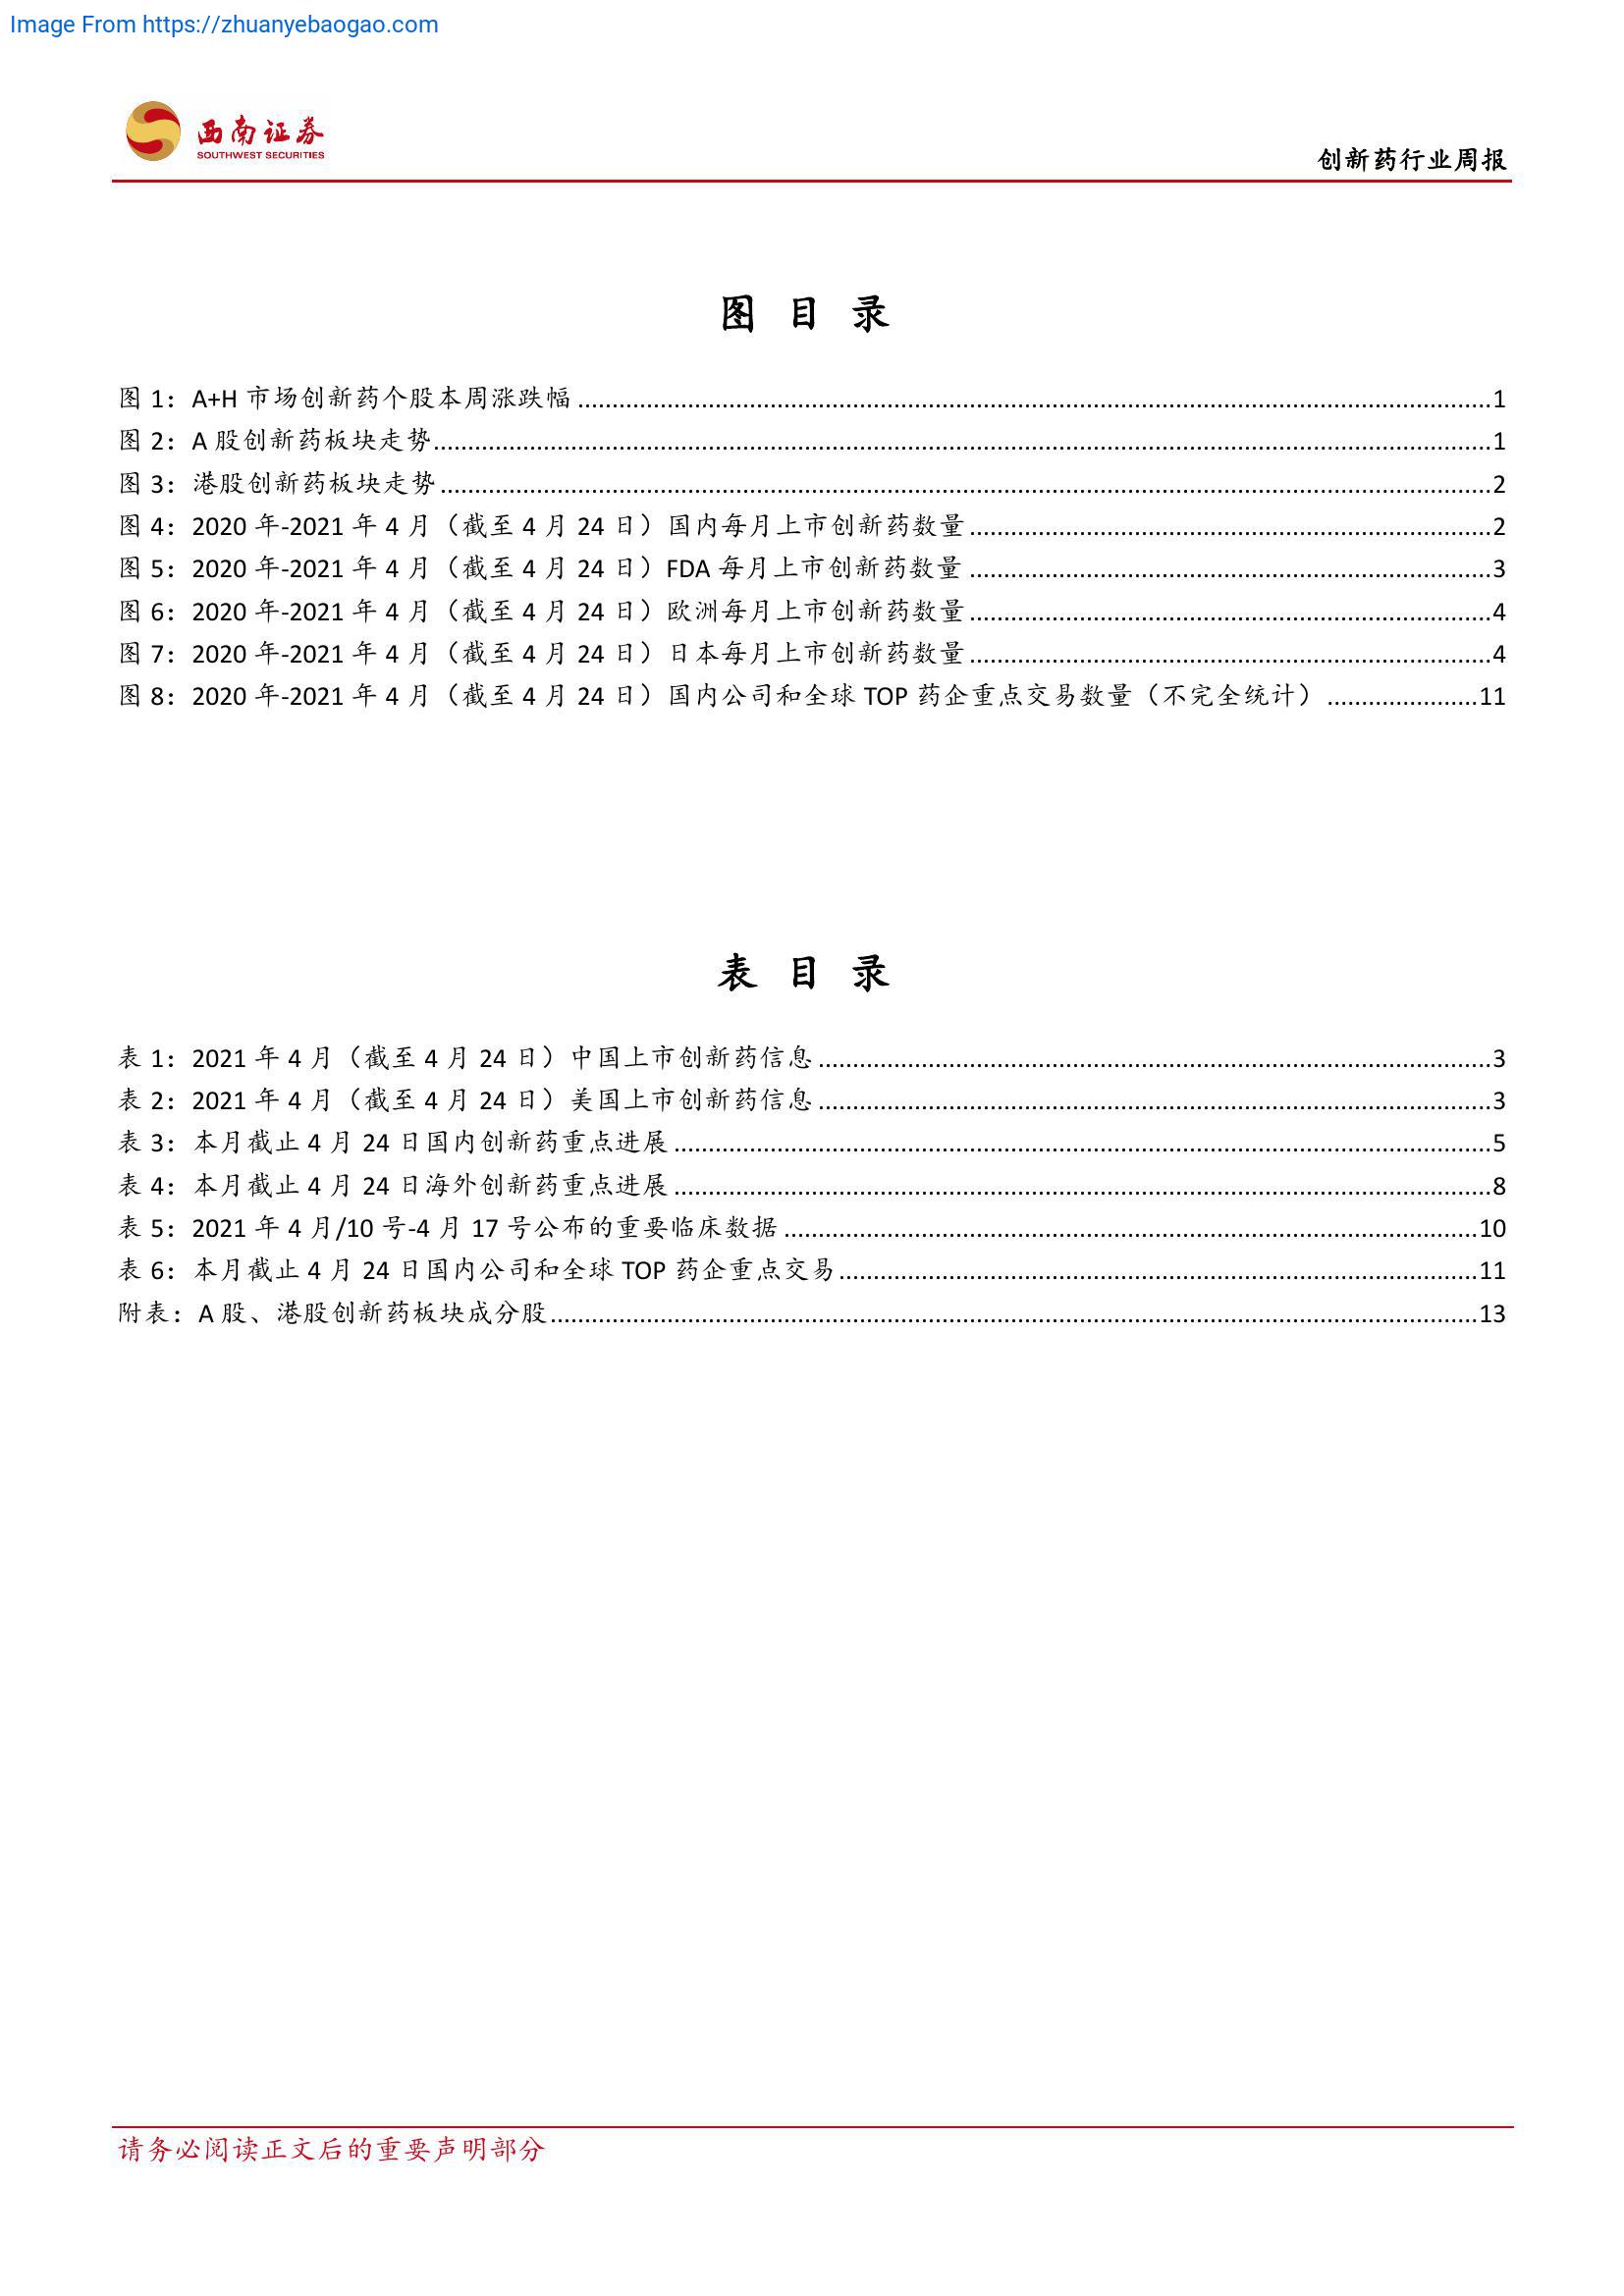 Image From https://zhuanyebaogao.com
西南证券
SOUTHWEST SECURITIES
创新药行业周报
图 目 录
图 1：A+H 市场创新药个股本周涨跌幅 ........ 1
图 2：A 股创新药板块走势 ........ 1
图 3：港股创新药板块走势 ........ 2
图 4：2020 年-2021 年 4 月（截至 4 月 24 日）国内每月上市创新药数量 ........ 2
图 5：2020 年-2021 年 4 月（截至 4 月 24 日）FDA 每月上市创新药数量 ........ 3
图 6：2020 年-2021 年 4 月（截至 4 月 24 日）欧洲每月上市创新药数量 ........ 4
图 7：2020 年-2021 年 4 月（截至 4 月 24 日）日本每月上市创新药数量 ........ 4
图 8：2020 年-2021 年 4 月（截至 4 月 24 日）国内公司和全球 TOP 药企重点交易数量（不完全统计） ........ 11
表 目 录
表 1：2021 年 4 月（截至 4 月 24 日）中国上市创新药信息 ........ 3
表 2：2021 年 4 月（截至 4 月 24 日）美国上市创新药信息 ........ 3
表 3：本月截止 4 月 24 日国内创新药重点进展 ........ 5
表 4：本月截止 4 月 24 日海外创新药重点进展 ........ 8
表 5：2021 年 4 月/10 号-4 月 17 号公布的重要临床数据 ........ 10
表 6：本月截止 4 月 24 日国内公司和全球 TOP 药企重点交易 ........ 11
附表：A 股、港股创新药板块成分股 ........ 13
请务必阅读正文后的重要声明部分